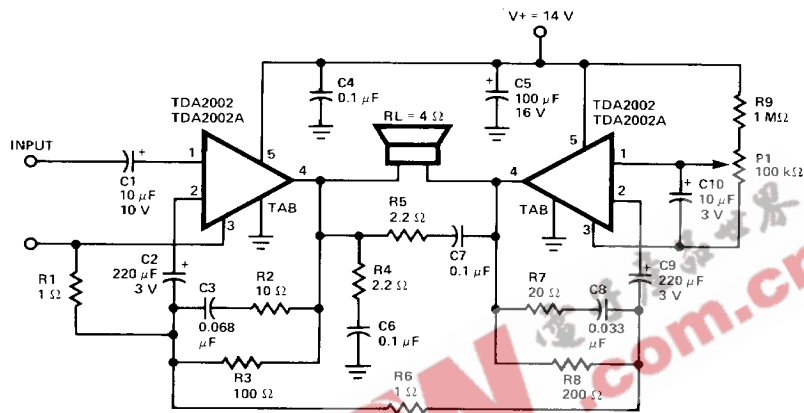 V+ = 14 V
C4
0.1 μF
C5
100 μF
16 V
+
TDA2002
TDA2002A
RL = 4 Ω
TDA2002
TDA2002A
R9
1 MΩ
INPUT
+
C1
10 μF
10 V
1
2
3
4
5
TAB
5
4
1
2
3
TAB
P1
100 kΩ
+
C10
10 μF
3 V
R5
2.2 Ω
C7
0.1 μF
R1
1 Ω
C2
220 μF
3 V
+
C3
0.068
μF
R2
10 Ω
R4
2.2 Ω
C6
0.1 μF
R7
20 Ω
C8
0.033
μF
+
C9
220 μF
3 V
R3
100 Ω
R8
200 Ω
R6
1 Ω
.com.cn